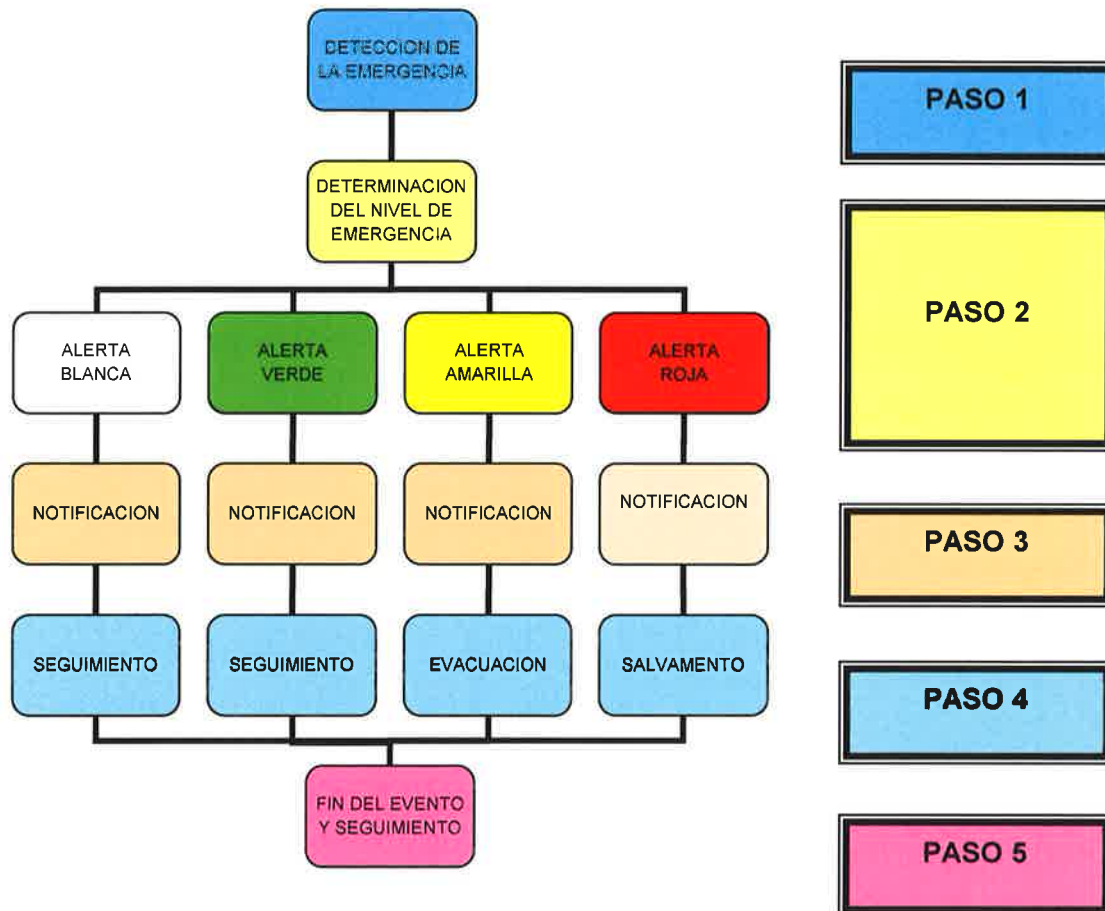 DETECCION DE
LA EMERGENCIA
PASO 1
DETERMINACION
DEL NIVEL DE
EMERGENCIA
PASO 2
ALERTA
BLANCA
ALERTA
VERDE
ALERTA
AMARILLA
ALERTA
ROJA
NOTIFICACION
NOTIFICACION
NOTIFICACION
NOTIFICACION
PASO 3
SEGUIMIENTO
SEGUIMIENTO
EVACUACION
SALVAMENTO
PASO 4
FIN DEL EVENTO
Y SEGUIMIENTO
PASO 5